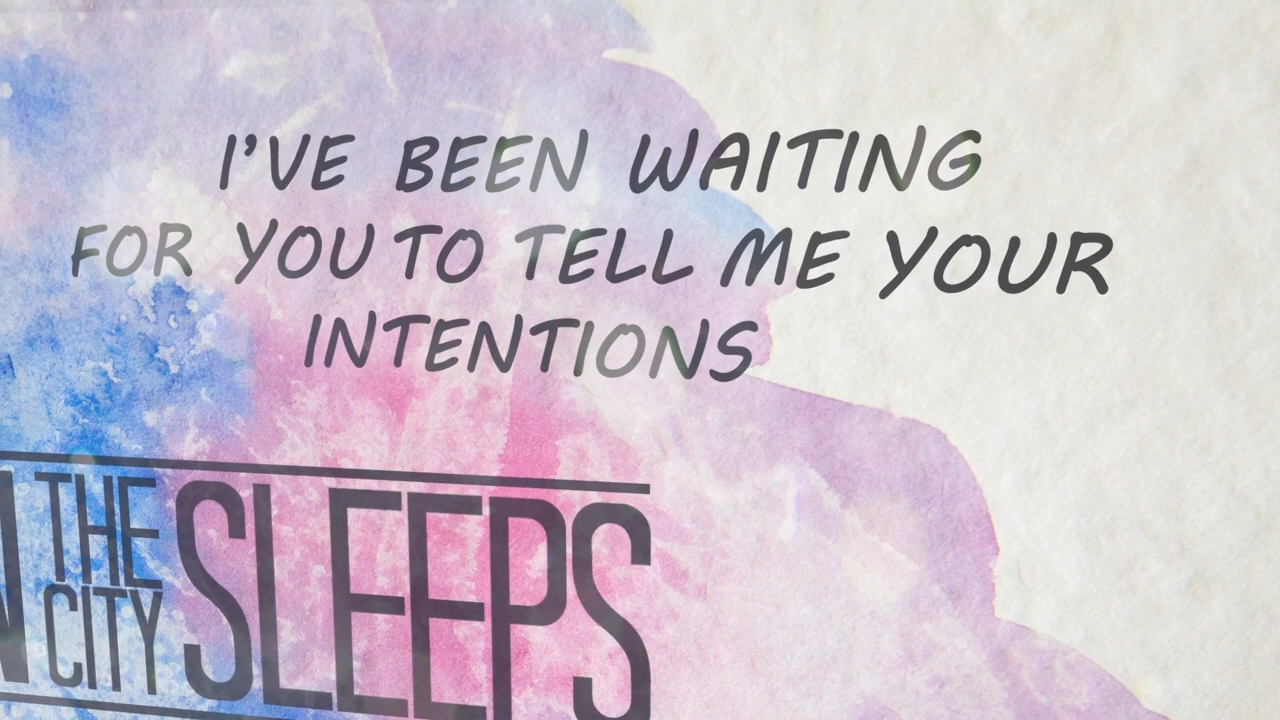 I'VE BEEN WAITING
FOR YOU TO TELL ME YOUR
INTENTIONS
THE
CITY
SLEEPS